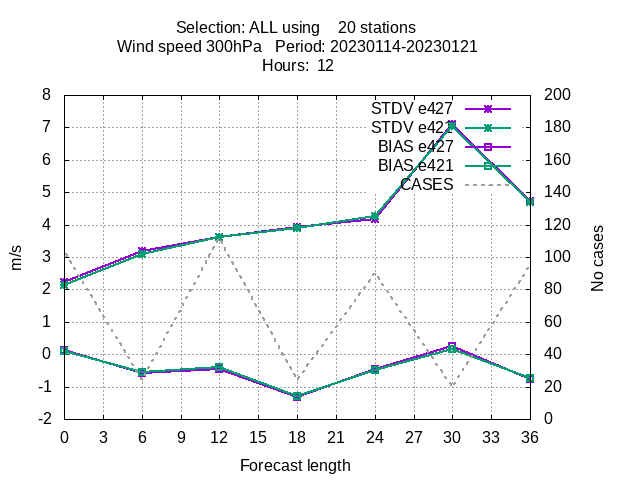 Selection: ALL using    20 stations
Wind speed 300hPa   Period: 20230114-20230121
Hours:  12
8 200
7 STDV e427 180
STDV e421
6 BIAS e427 160
BIAS e421
5 CASES 140
4 120
3 100
2 80
1 60
0 40
-1 20
-2 0
m/s
No cases
0 3 6 9 12 15 18 21 24 27 30 33 36
Forecast length